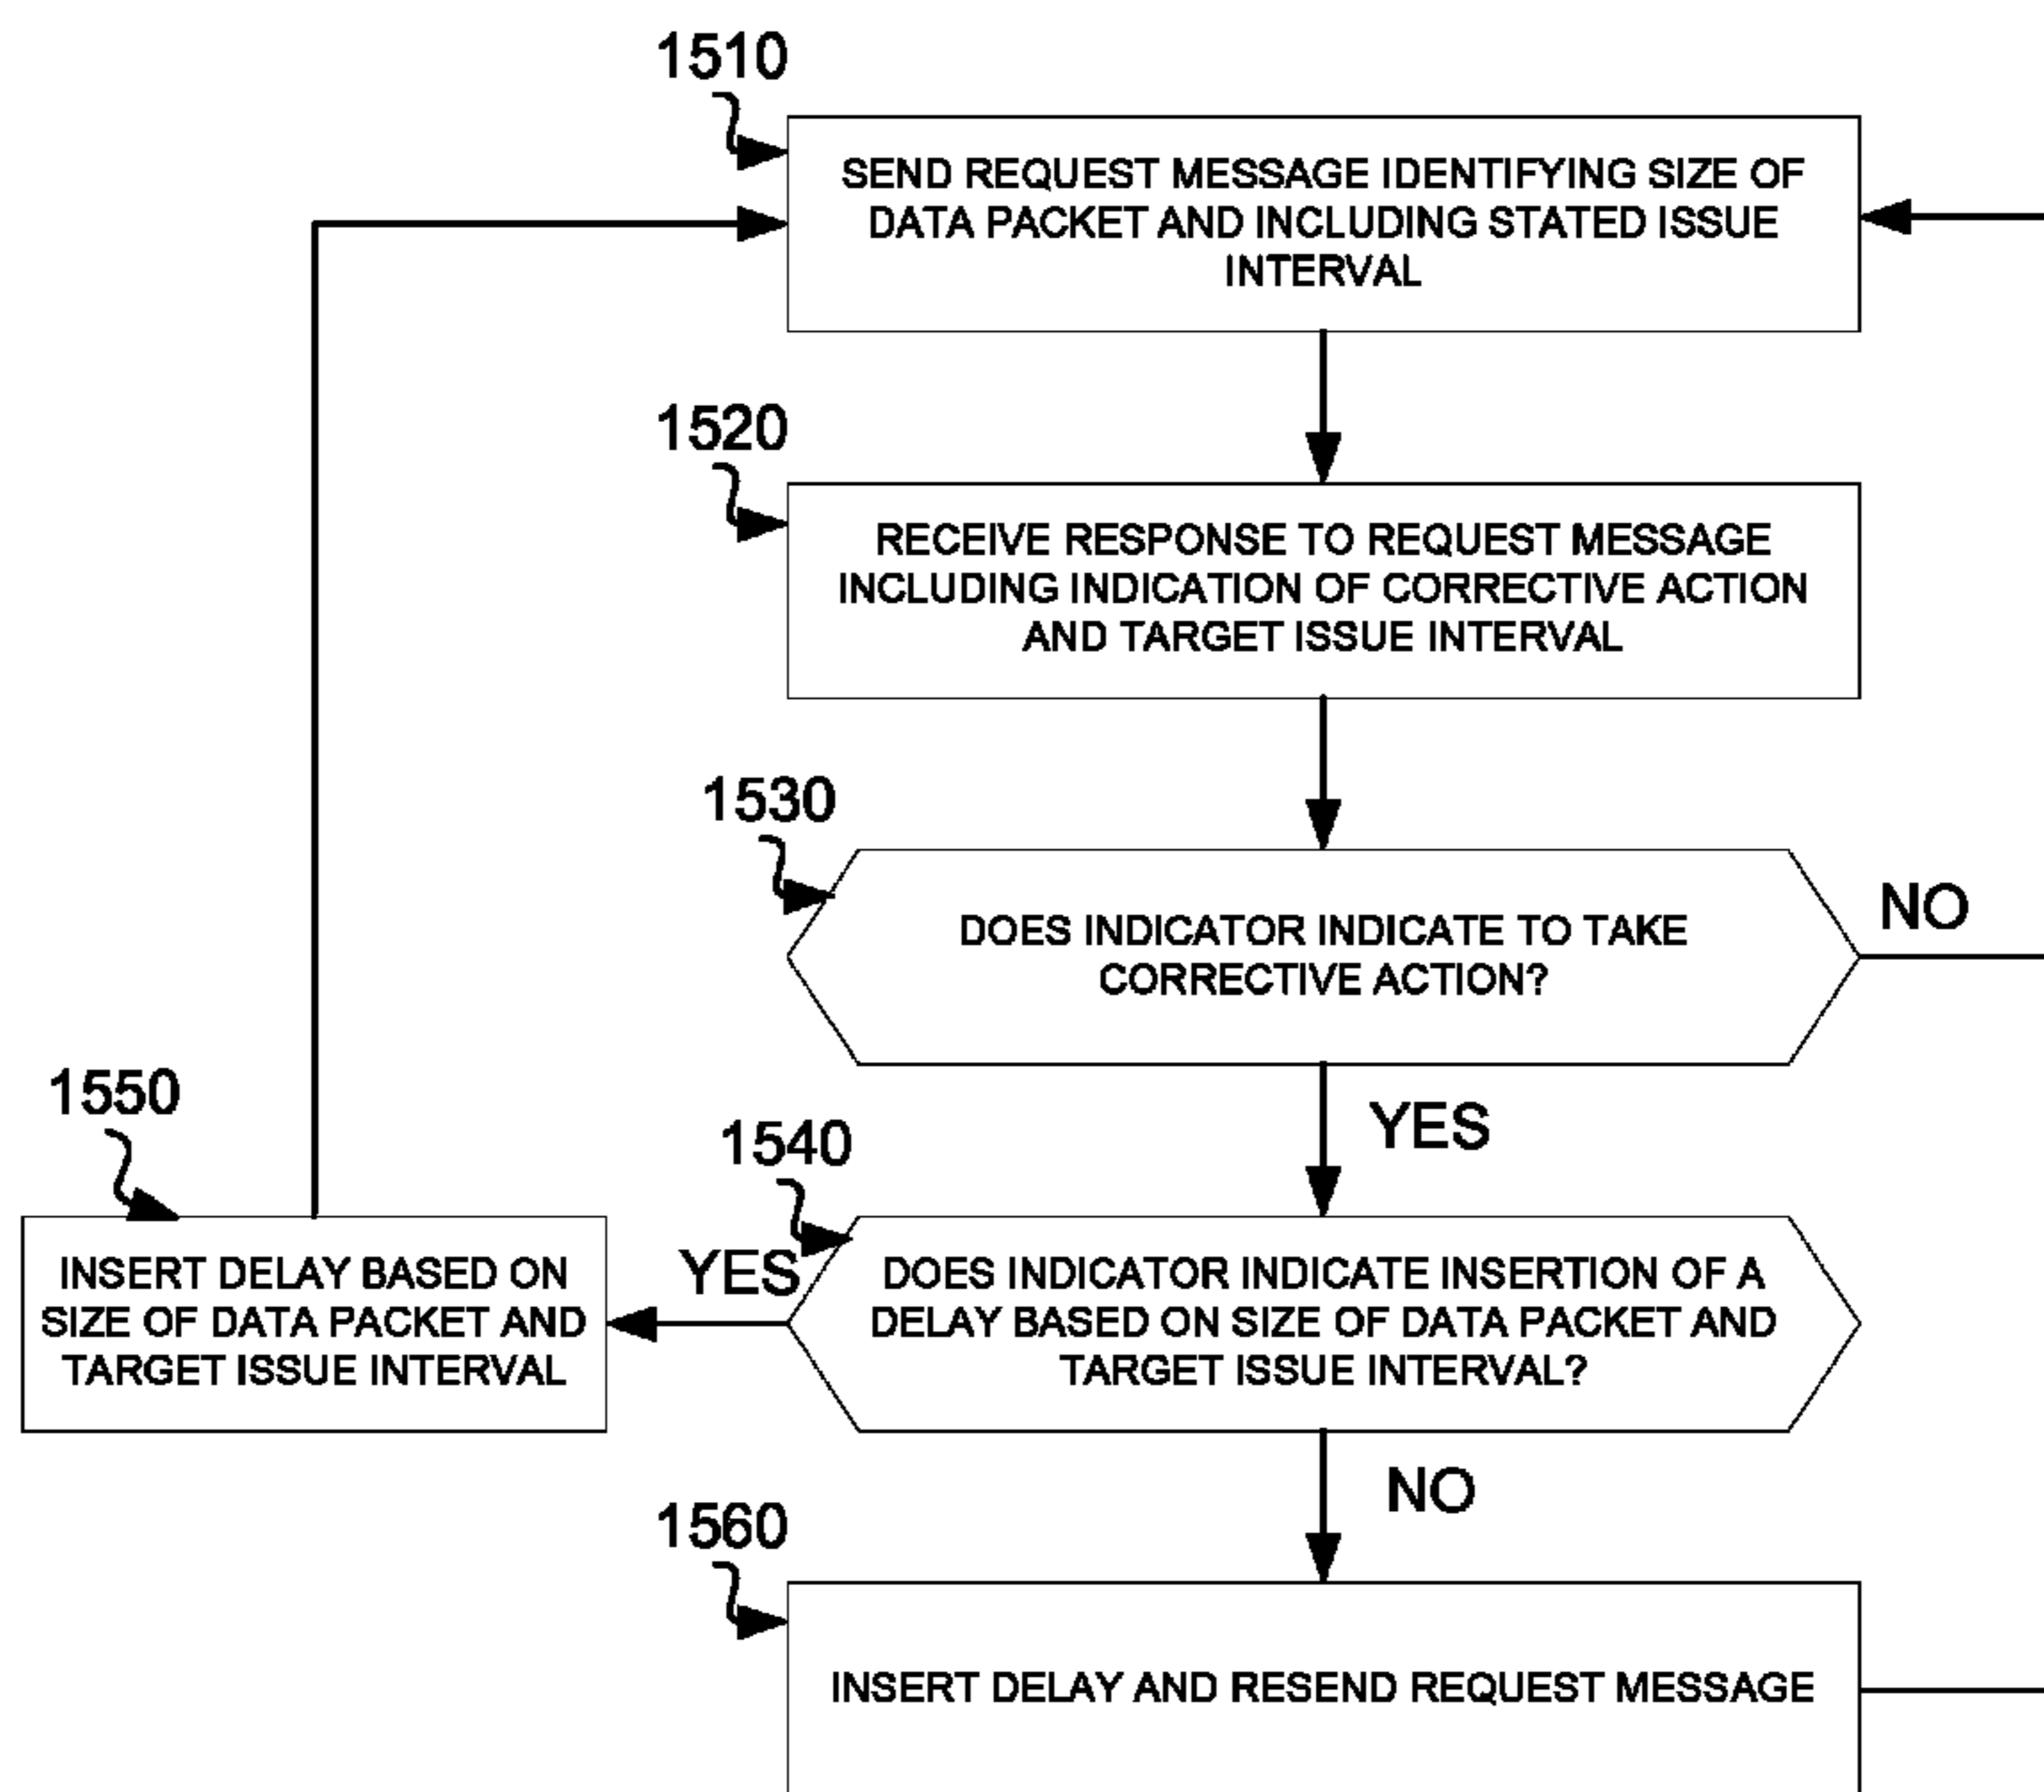 1510
SEND REQUEST MESSAGE IDENTIFYING SIZE OF
DATA PACKET AND INCLUDING STATED ISSUE
INTERVAL
1520
RECEIVE RESPONSE TO REQUEST MESSAGE
INCLUDING INDICATION OF CORRECTIVE ACTION
AND TARGET ISSUE INTERVAL
1530
DOES INDICATOR INDICATE TO TAKE
CORRECTIVE ACTION?
NO
YES
1540
DOES INDICATOR INDICATE INSERTION OF A
DELAY BASED ON SIZE OF DATA PACKET AND
TARGET ISSUE INTERVAL?
YES
1550
INSERT DELAY BASED ON
SIZE OF DATA PACKET AND
TARGET ISSUE INTERVAL
NO
1560
INSERT DELAY AND RESEND REQUEST MESSAGE